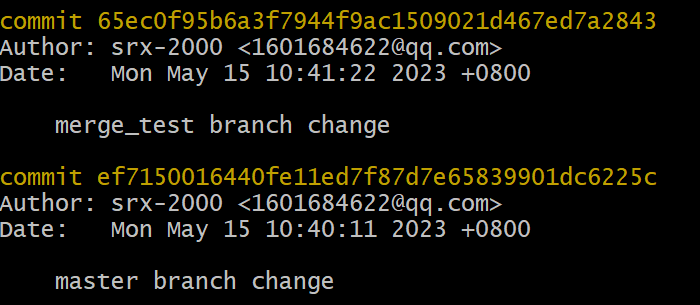 commit 65ec0f95b6a3f7944f9ac1509021d467ed7a2843
Author: srx-2000 <1601684622@qq.com>
Date:   Mon May 15 10:41:22 2023 +0800
    merge_test branch change
commit ef7150016440fe11ed7f87d7e65839901dc6225c
Author: srx-2000 <1601684622@qq.com>
Date:   Mon May 15 10:40:11 2023 +0800
    master branch change